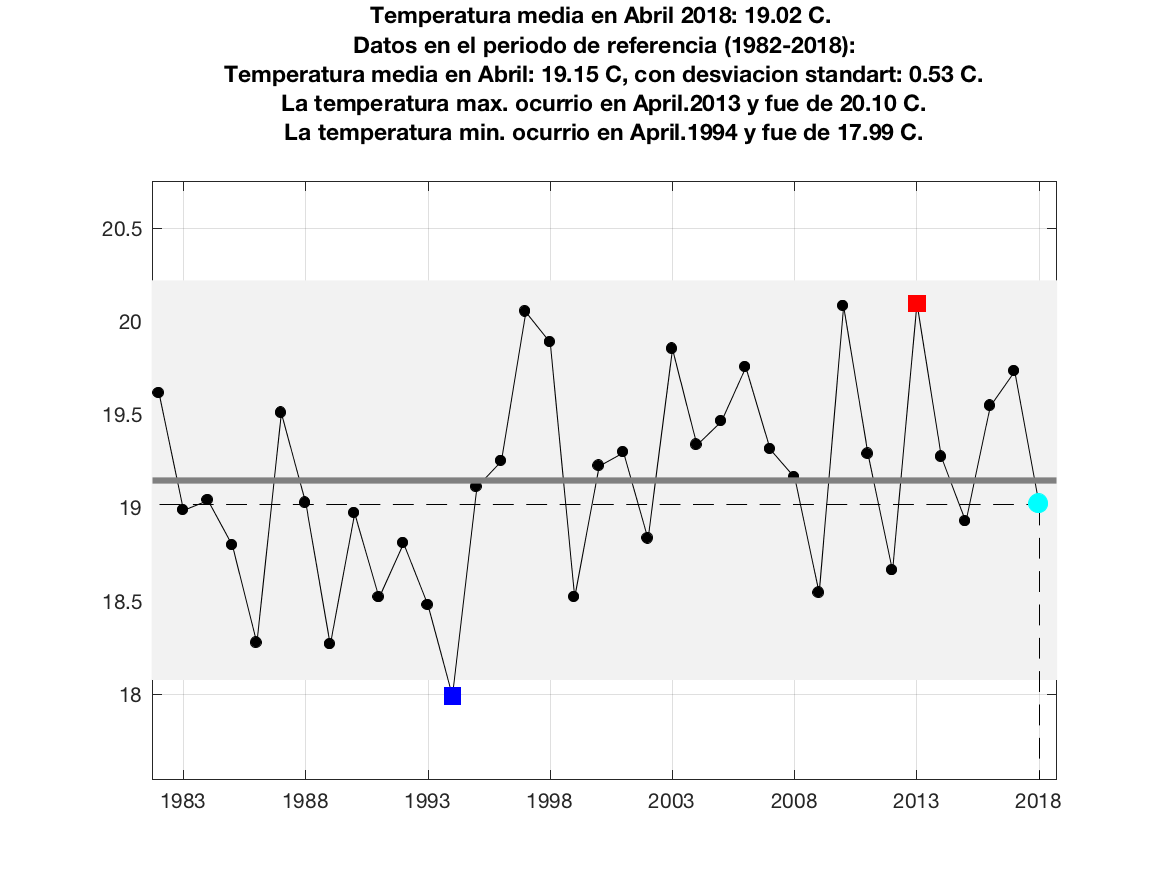 Temperatura media en Abril 2018: 19.02 C.
Datos en el periodo de referencia (1982-2018):
Temperatura media en Abril: 19.15 C, con desviacion standart: 0.53 C.
La temperatura max. ocurrio en April.2013 y fue de 20.10 C.
La temperatura min. ocurrio en April.1994 y fue de 17.99 C.
20.5
20
19.5
19
18.5
18
1983 1988 1993 1998 2003 2008 2013 2018